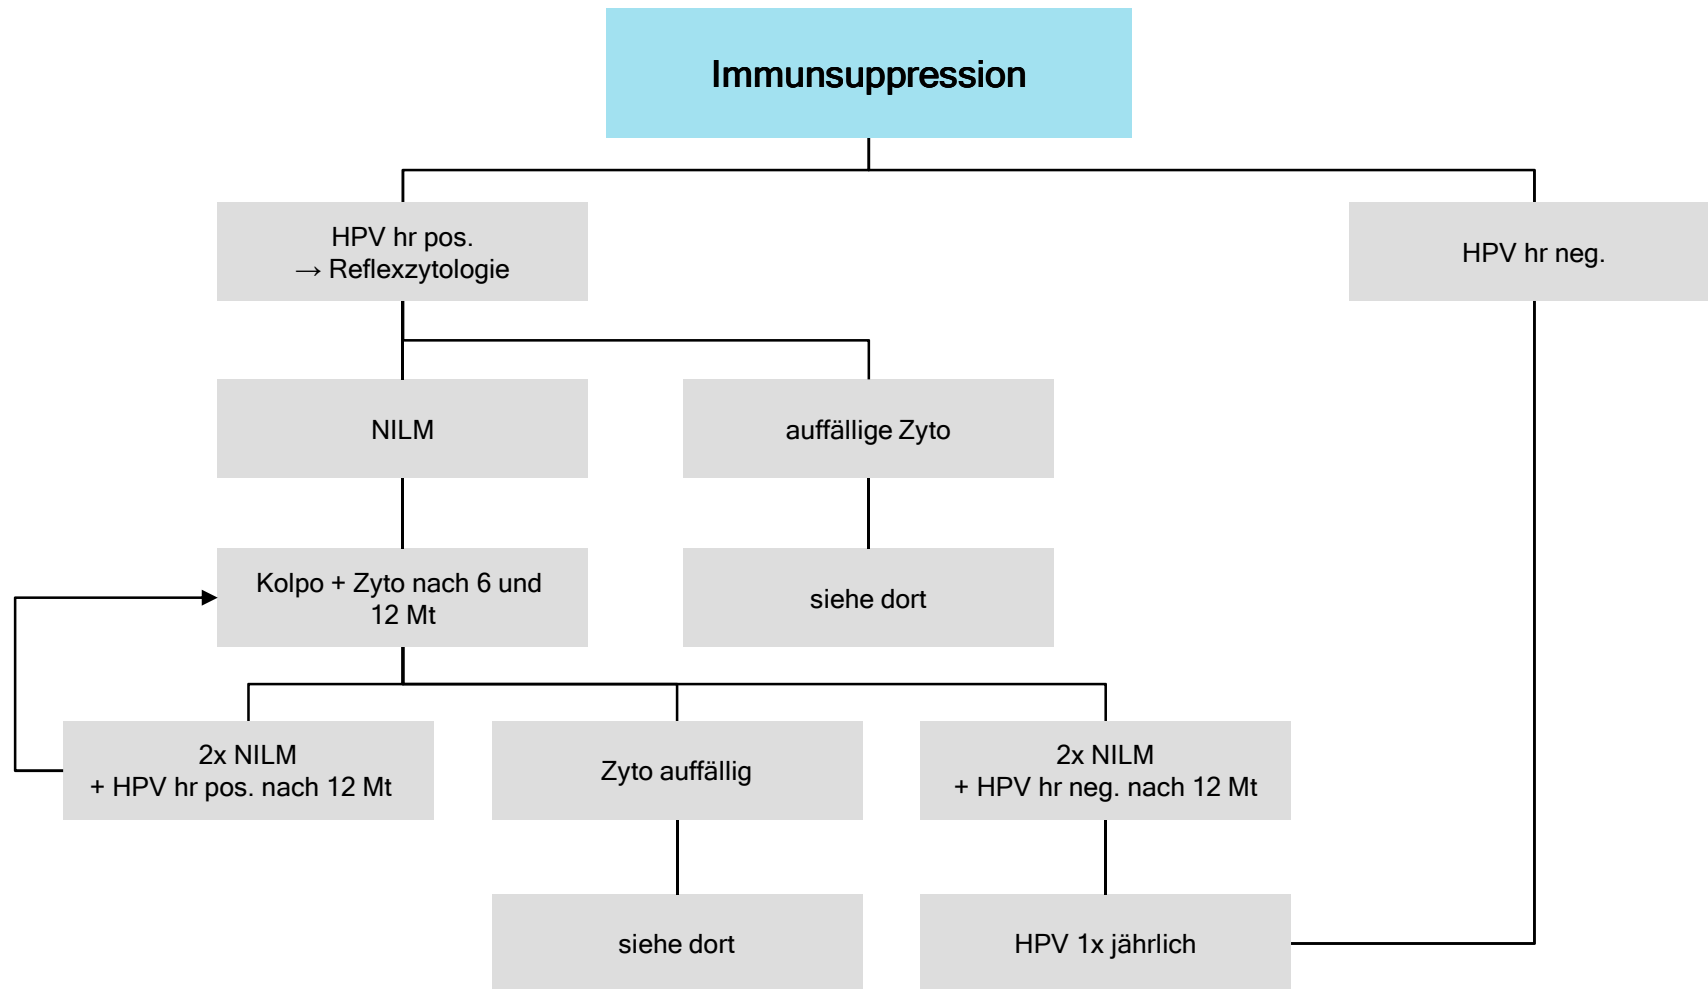 Immunsuppression
HPV hr pos.
→ Reflexzytologie
HPV hr neg.
NILM
auffällige Zyto
Kolpo + Zyto nach 6 und
12 Mt
siehe dort
2x NILM
+ HPV hr pos. nach 12 Mt
Zyto auffällig
2x NILM
+ HPV hr neg. nach 12 Mt
siehe dort
HPV 1x jährlich